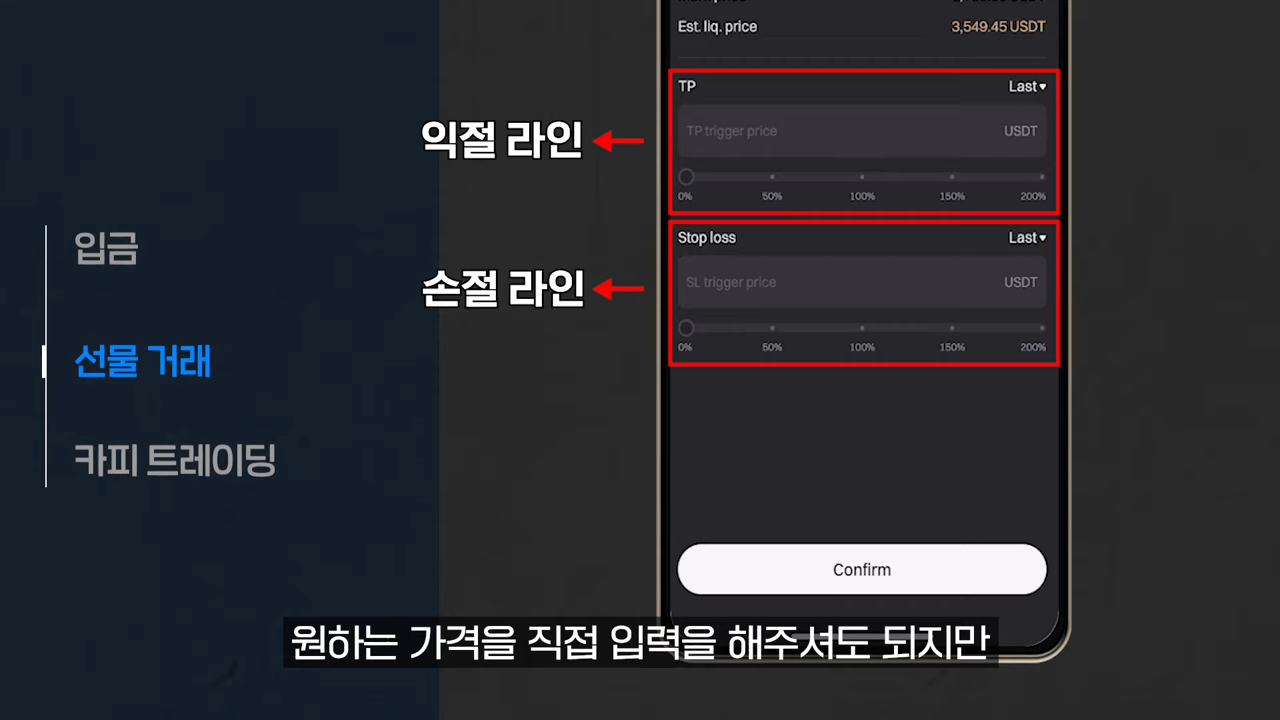 Est. liq. price 3,549.45 USDT
TP Last
TP trigger price USDT
0% 50% 100% 150% 200%
익절 라인
Stop loss Last
SL trigger price USDT
0% 50% 100% 150% 200%
손절 라인
입금
선물 거래
카피 트레이딩
Confirm
원하는 가격을 직접 입력을 해주셔도 되지만